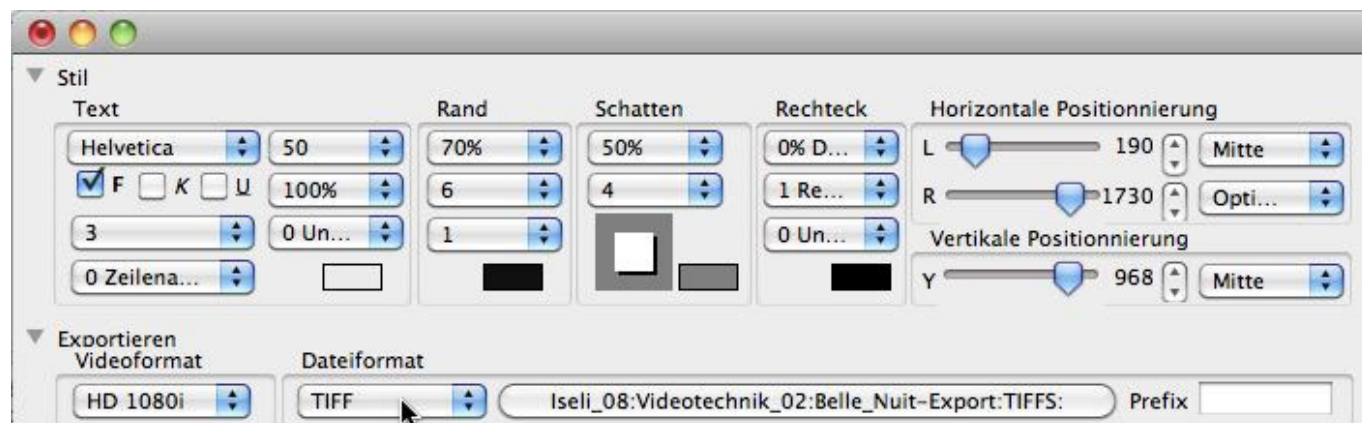 Stil
Text Rand Schatten Rechteck Horizontale Positionnierung
Helvetica 50 70% 50% 0% D... L 190 Mitte
F K U 100% 6 4 1 Re... R 1730 Opti...
3 0 Un... 1 0 Un... Vertikale Positionnierung
0 Zeilena... Y 968 Mitte
Exportieren
Videoformat Dateiformat
HD 1080i TIFF Iseli_08:Videotechnik_02:Belle_Nuit-Export:TIFFS: Prefix